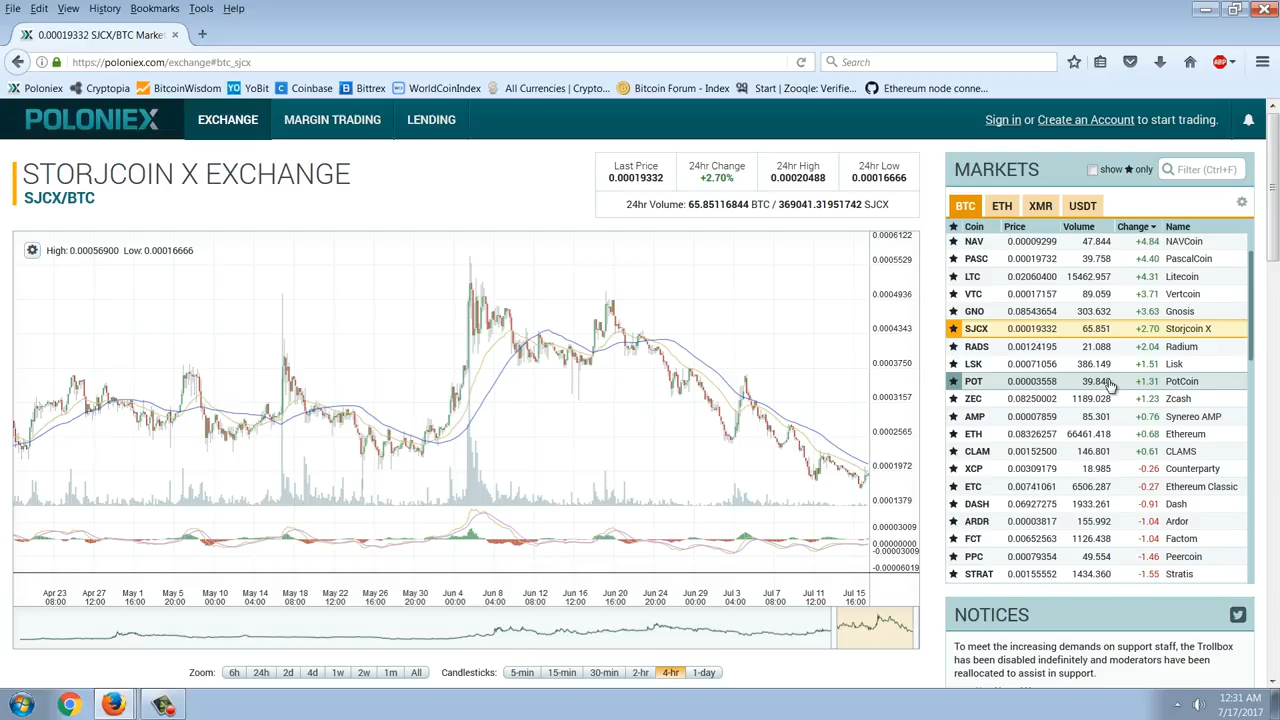 File Edit View History Bookmarks Tools Help
0.00019332 SJCX/BTC Marke
https://poloniex.com/exchange#btc_sjcx
Search
ABP
Poloniex Cryptopia BitcoinWisdom YO YoBit Coinbase Bittrex WorldCoinIndex All Currencies | Crypto... Bitcoin Forum - Index Start | Zooqle: Verifie... Ethereum node conne...
POLONIEX
EXCHANGE MARGIN TRADING LENDING
Sign in or Create an Account to start trading.
STORJCOIN X EXCHANGE
SJCX/BTC
Last Price 24hr Change 24hr High 24hr Low
0.00019332 +2.70% 0.00020488 0.00016666
24hr Volume: 65.85116844 BTC / 369041.31951742 SJCX
High: 0.00056900 Low: 0.00016666
0.0006122
0.0005529
0.0004936
0.0004343
0.0003750
0.0003157
0.0002565
0.0001972
0.0001379
0.00003009
0.00000000
-0.00003009
-0.00006019
Apr 23 Apr 27 May 1 May 5 May 10 May 14 May 18 May 22 May 26 May 30 Jun 4 Jun 8 Jun 12 Jun 16 Jun 20 Jun 24 Jun 29 Jul 3 Jul 7 Jul 11 Jul 15
08:00 12:00 16:00 20:00 00:00 04:00 08:00 12:00 16:00 20:00 00:00 04:00 08:00 12:00 16:00 20:00 00:00 04:00 08:00 12:00 16:00
Zoom: 6h 24h 2d 4d 1w 2w 1m All Candlesticks: 5-min 15-min 30-min 2-hr 4-hr 1-day
MARKETS show ★ only Filter (Ctrl+F)
BTC ETH XMR USDT
★ Coin Price Volume Change Name
★ NAV 0.00009299 47.844 +4.84 NAVCoin
★ PASC 0.00019732 39.758 +4.40 PascalCoin
★ LTC 0.02060400 15462.957 +4.31 Litecoin
★ VTC 0.00017157 89.059 +3.71 Vertcoin
★ GNO 0.08543654 303.632 +3.63 Gnosis
★ SJCX 0.00019332 65.851 +2.70 Storjcoin X
★ RADS 0.00124195 21.088 +2.04 Radium
★ LSK 0.00071056 386.149 +1.51 Lisk
★ POT 0.00003558 +1.31 PotCoin
★ ZEC 0.08250002 1189.028 +1.23 Zcash
★ AMP 0.00007859 85.301 +0.76 Synereo AMP
★ ETH 0.08326257 66461.418 +0.68 Ethereum
★ CLAM 0.00152500 146.801 +0.61 CLAMS
★ XCP 0.00309179 18.985 -0.26 Counterparty
★ ETC 0.00741061 6506.287 -0.27 Ethereum Classic
★ DASH 0.06927275 1933.261 -0.91 Dash
★ ARDR 0.00003817 155.992 -1.04 Ardor
★ FCT 0.00652563 1126.438 -1.04 Factom
★ PPC 0.00079354 49.554 -1.46 Peercoin
★ STRAT 0.00155552 1434.360 -1.55 Stratis
NOTICES
To meet the increasing demands on support staff, the Trollbox
has been disabled indefinitely and moderators have been
reallocated to assist in support.
12:31 AM
7/17/2017